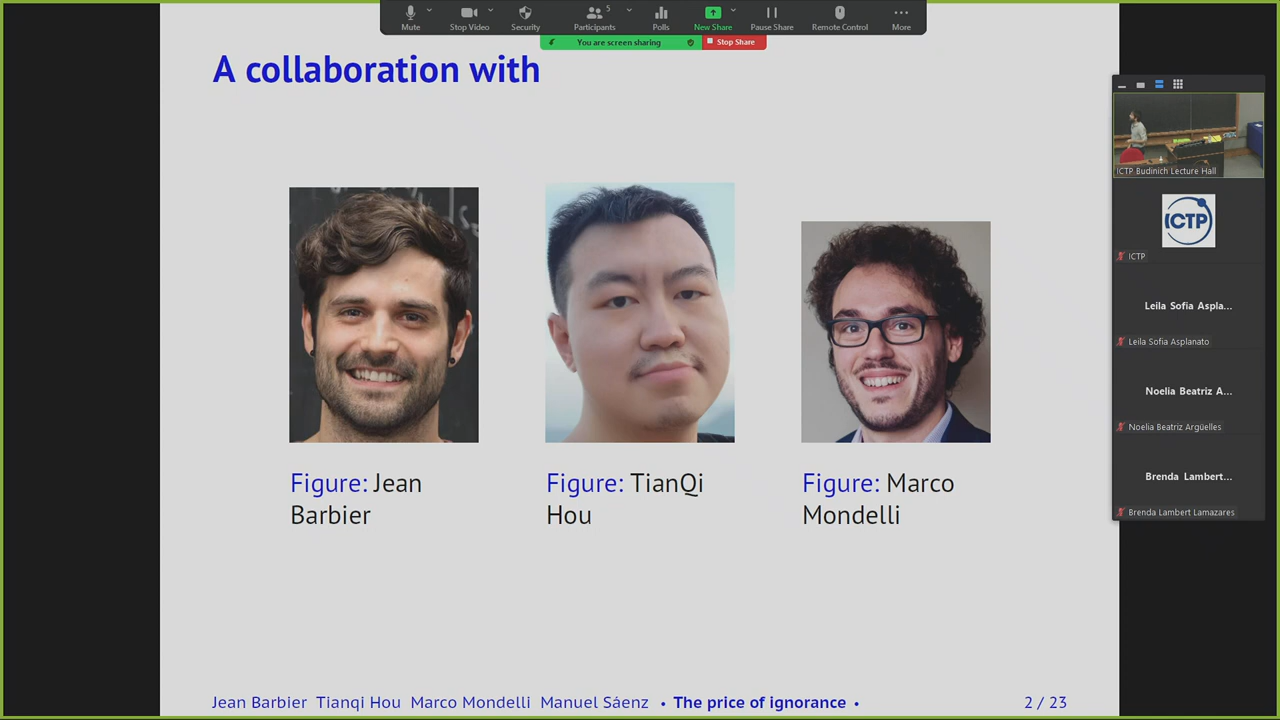 Mute
Stop Video
Security
Participants
5
Polls
New Share
Pause Share
Remote Control
More
You are screen sharing
Stop Share
A collaboration with
Figure: Jean
Barbier
Figure: TianQi
Hou
Figure: Marco
Mondelli
Jean Barbier Tianqi Hou Marco Mondelli Manuel Sáenz • The price of ignorance •
2 / 23
ICTP Budinich Lecture Hall
ICTP
ICTP
Leila Sofia Aspla...
Leila Sofia Asplanato
Noelia Beatriz A...
Noelia Beatriz Argüelles
Brenda Lambert...
Brenda Lambert Lamazares